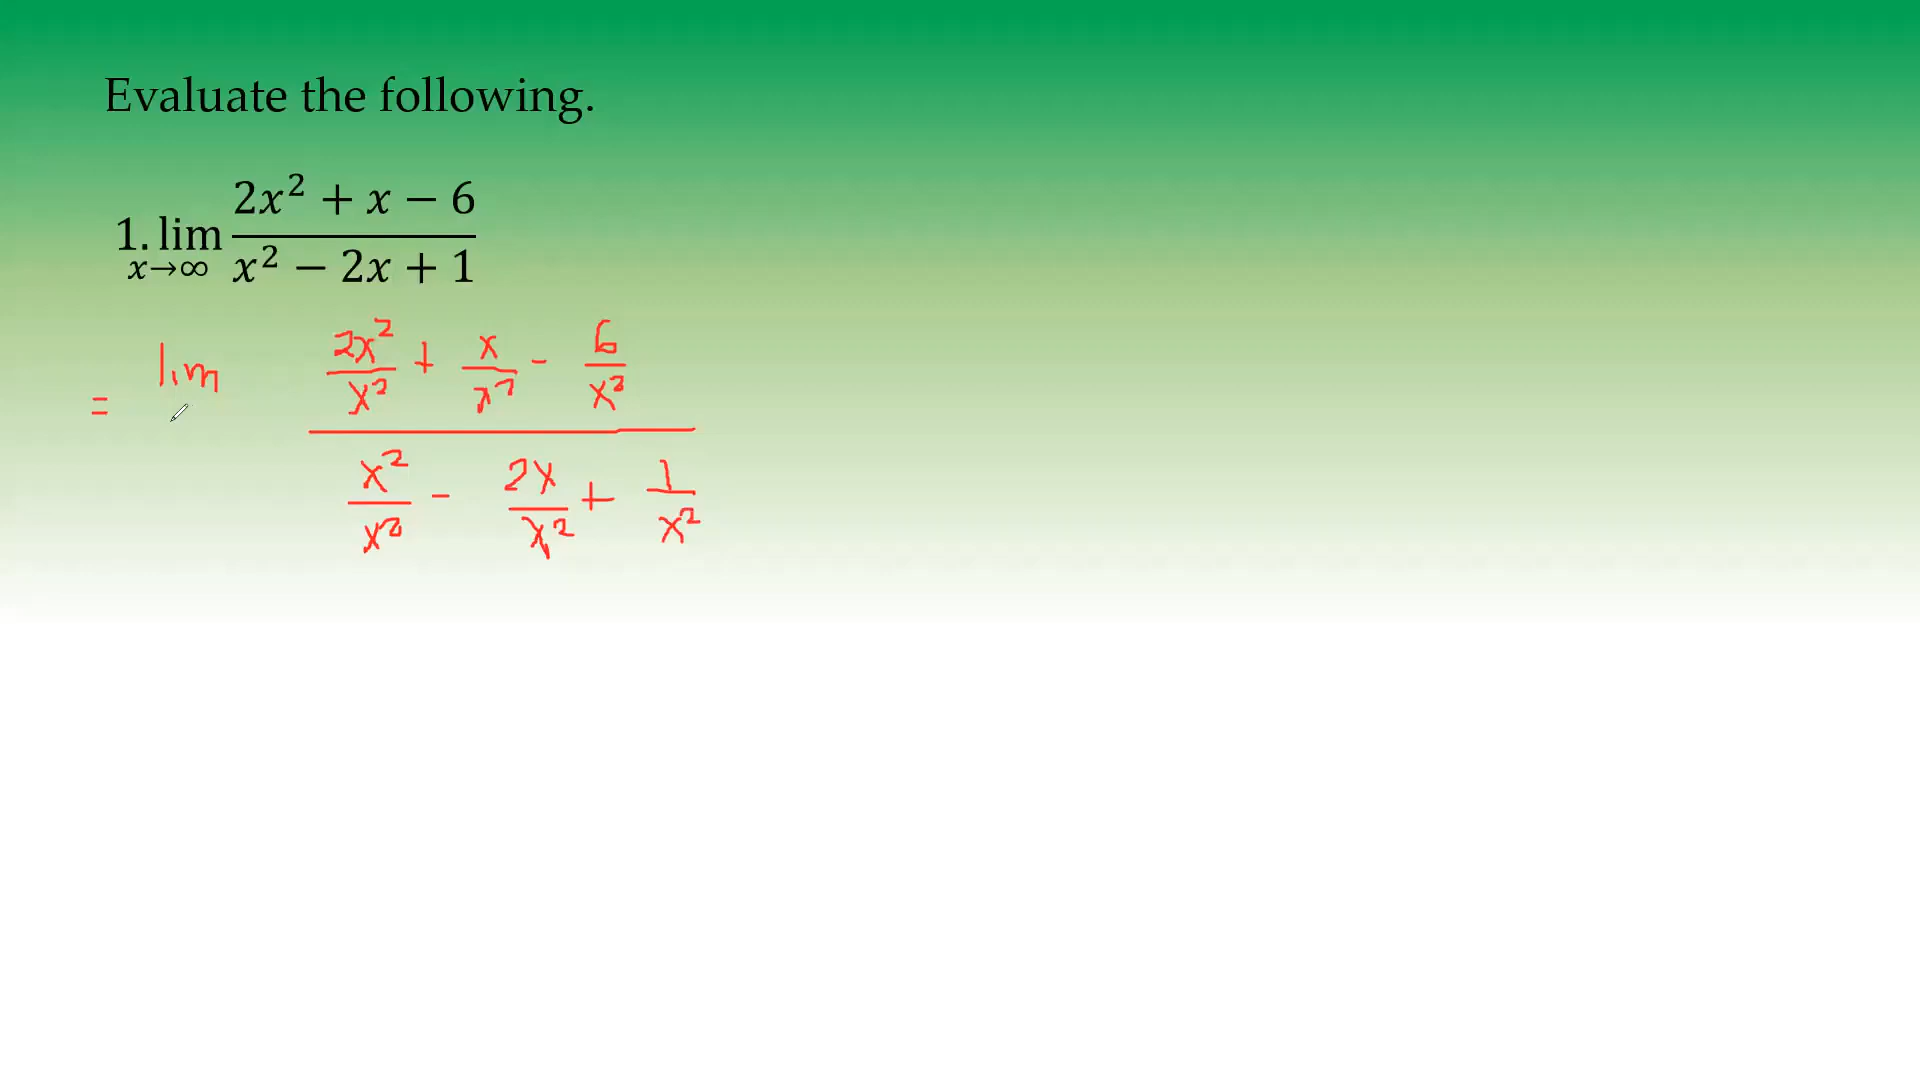 Evaluate the following.
1. lim x→∞ (2x² + x − 6)/(x² − 2x + 1)
= lim (2x²/x² + x/x² − 6/x²)/(x²/x² − 2x/x² + 1/x²)